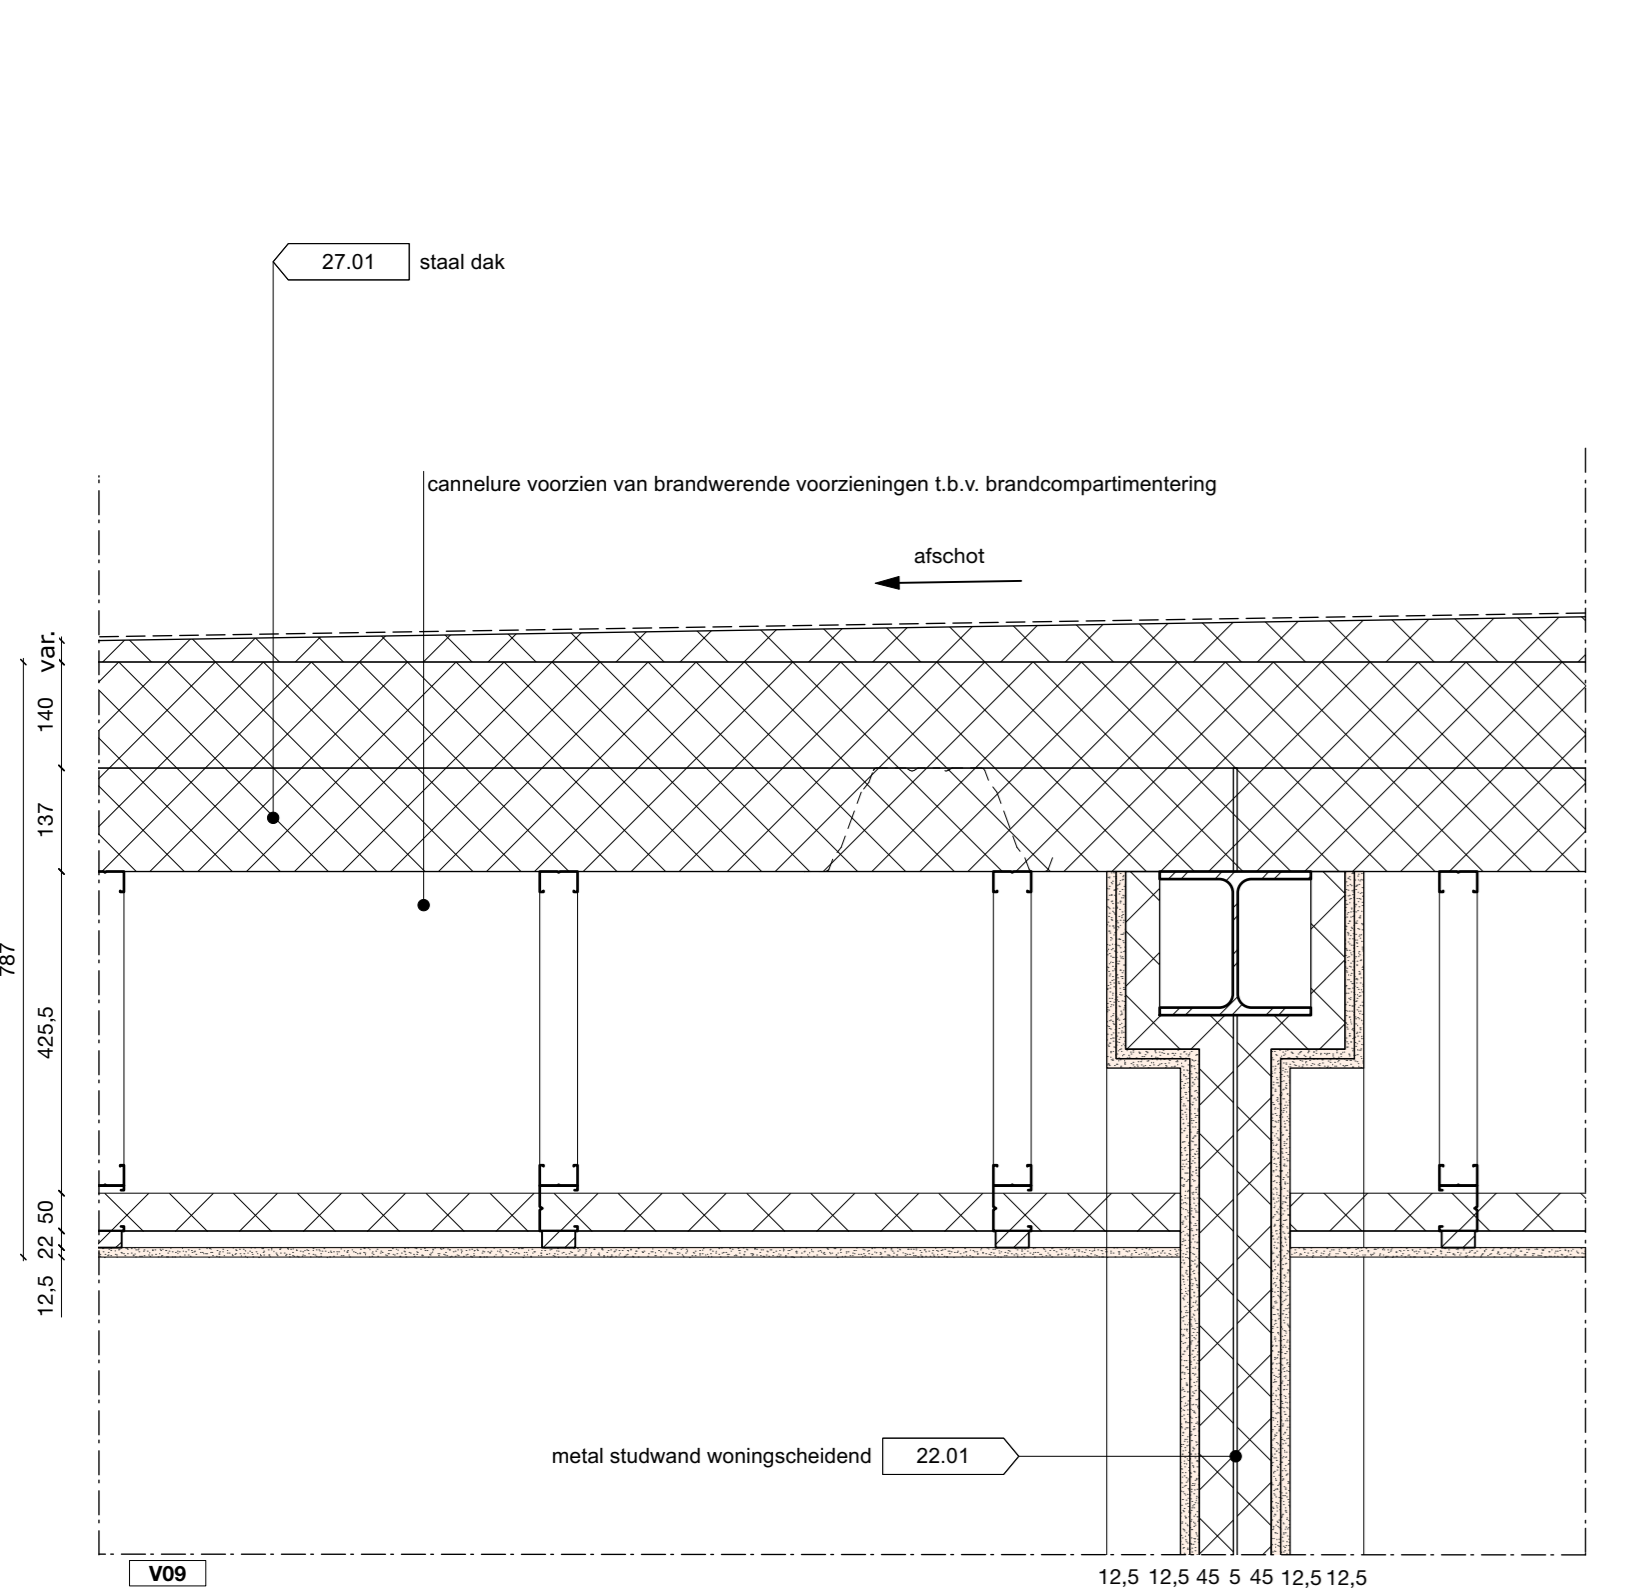 27.01 staal dak
cannelure voorzien van brandwerende voorzieningen t.b.v. brandcompartimentering
afschot
var.
140
137
787
425,5
50
22
12,5
metal studwand woningscheidend 22.01
V09
12,5 12,5 45 5 45 12,5 12,5